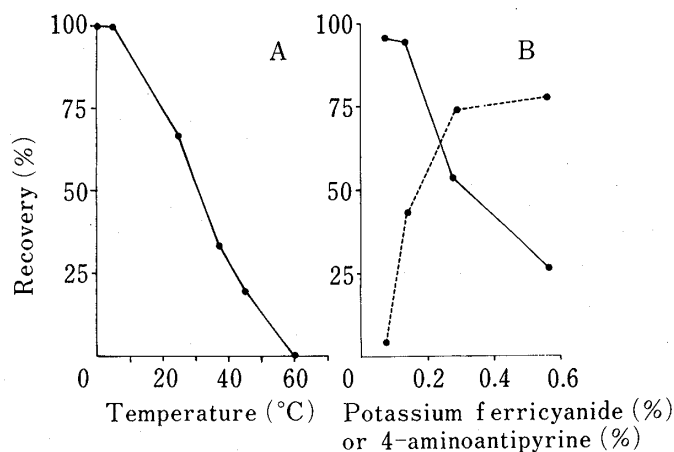 100
75
50
25
0
Recovery (%)
A
20
40
60
Temperature (°C)
100
75
50
25
0
B
0.2
0.4
0.6
Potassium ferricyanide (%)
or 4-aminoantipyrine (%)